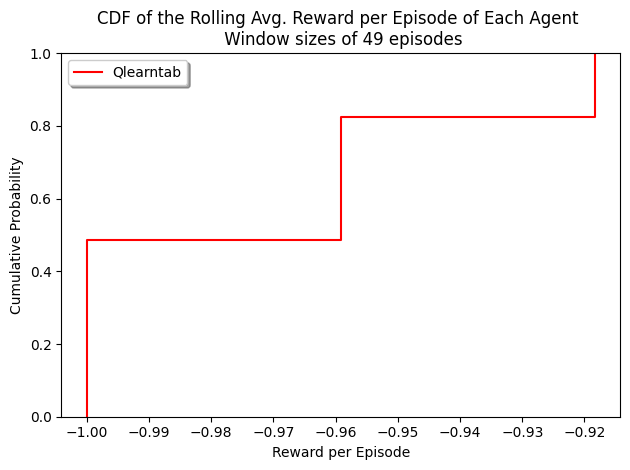 CDF of the Rolling Avg. Reward per Episode of Each Agent
Window sizes of 49 episodes
Qlearntab
Cumulative Probability
1.0
0.8
0.6
0.4
0.2
0.0
−1.00 −0.99 −0.98 −0.97 −0.96 −0.95 −0.94 −0.93 −0.92
Reward per Episode